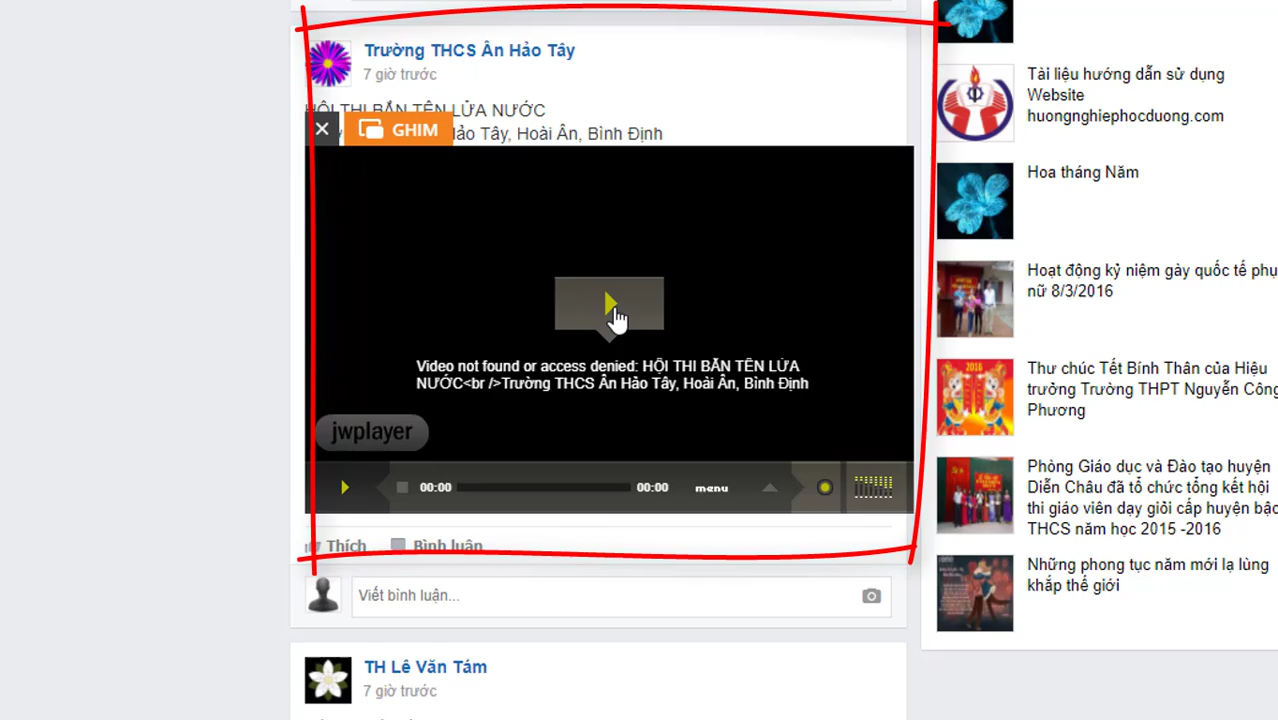 Trường THCS Ân Hảo Tây
7 giờ trước
HỘI THI BẮN TÊN LỬA NƯỚC
GHIM
Hảo Tây, Hoài Ân, Bình Định
Video not found or access denied: HỘI THI BẮN TÊN LỬA
NƯỚC<br />Trường THCS Ân Hảo Tây, Hoài Ân, Bình Định
jwplayer
00:00
00:00
menu
Thích
Bình luận
Viết bình luận...
TH Lê Văn Tám
7 giờ trước
Tài liệu hướng dẫn sử dụng
Website
huongnghiephocduong.com
Hoa tháng Năm
Hoạt động kỷ niệm gày quốc tế phụ
nữ 8/3/2016
Thư chúc Tết Bính Thân của Hiệu
trưởng Trường THPT Nguyễn Công
Phương
Phòng Giáo dục và Đào tạo huyện
Diễn Châu đã tổ chức tổng kết hội
thi giáo viên dạy giỏi cấp huyện bậc
THCS năm học 2015 -2016
Những phong tục năm mới lạ lùng
khắp thế giới